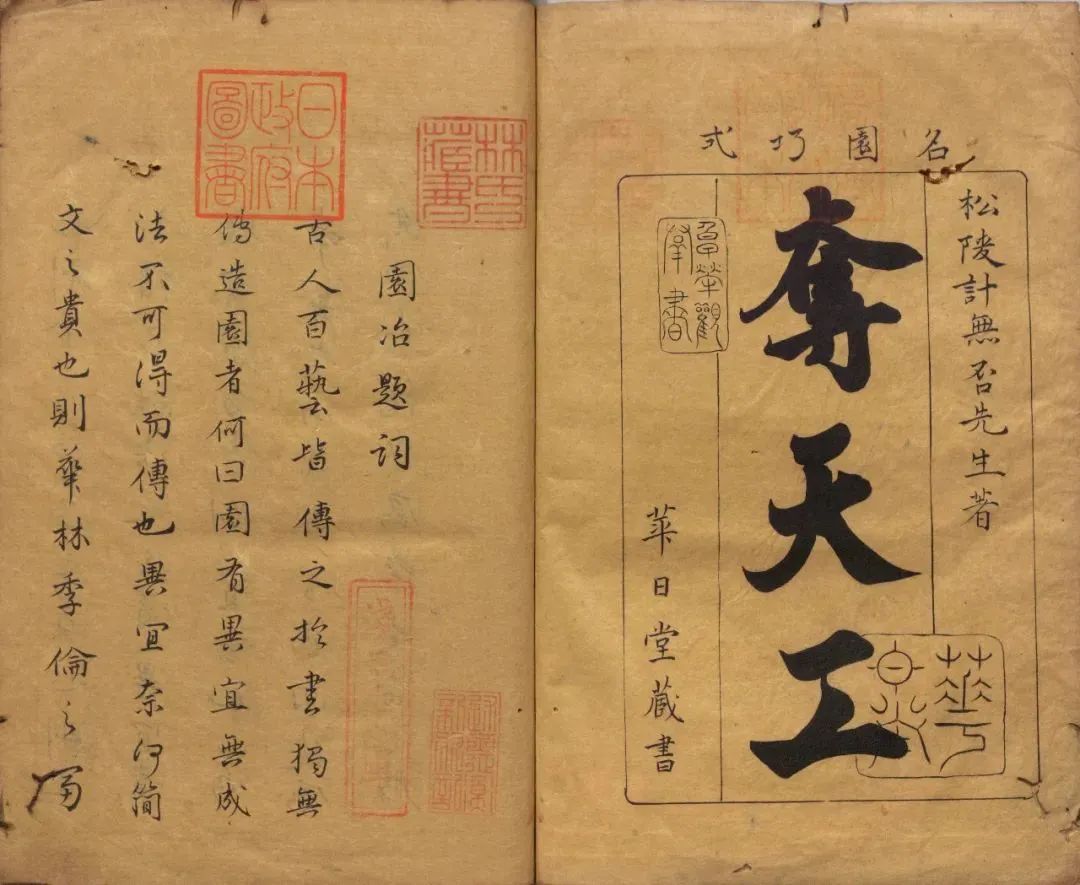 名園巧式
松陵計無否先生著
奪天工
華日堂藏書
林氏藏書
日本政府圖書
園冶題詞
古人百藝皆傳之扵書獨無
傳造園者何曰園有異宜無成
法不可得而傳也異宜奈何簡
文之貴也則華林季倫之富